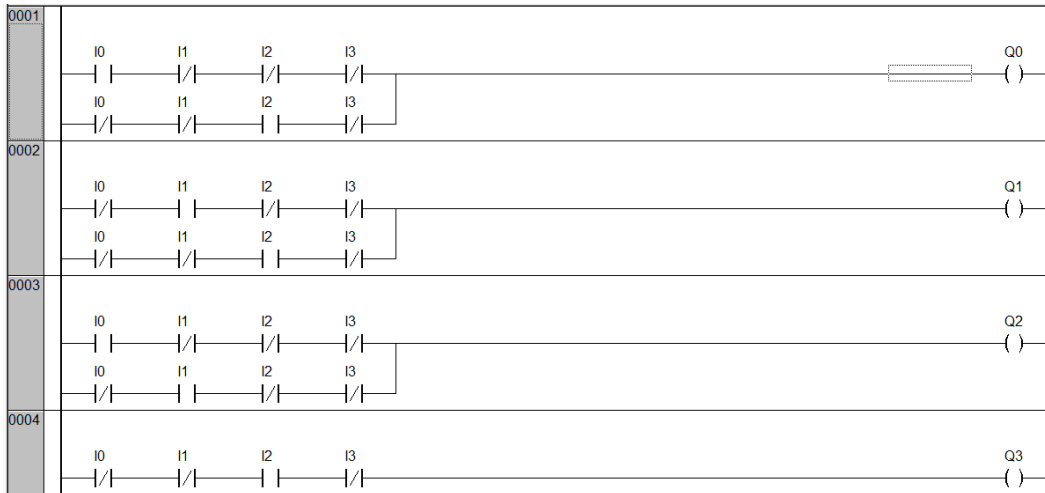 0001
I0 I1 I2 I3 Q0
I0 I1 I2 I3
0002
I0 I1 I2 I3 Q1
I0 I1 I2 I3
0003
I0 I1 I2 I3 Q2
I0 I1 I2 I3
0004
I0 I1 I2 I3 Q3